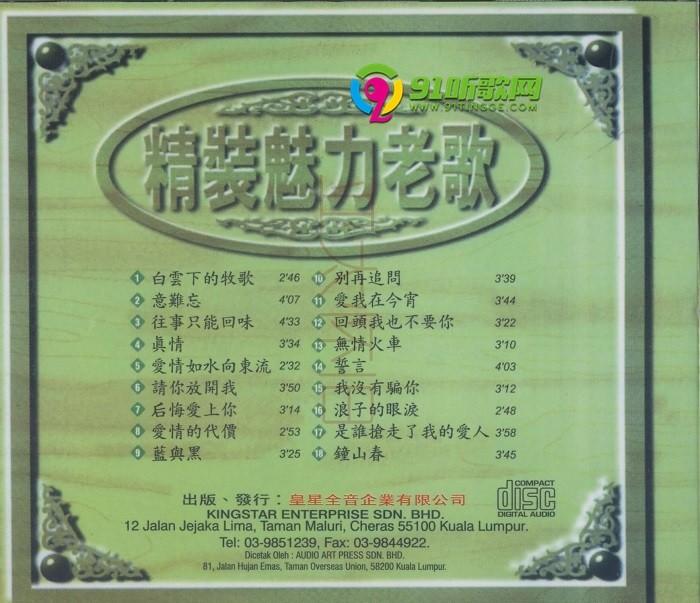 91听歌网
WWW.91TINGGE.COM
精裝魅力老歌
1 白雲下的牧歌 2'46
2 意難忘 4'07
3 往事只能回味 4'33
4 真情 3'34
5 愛情如水向東流 2'32
6 請你放開我 3'50
7 后悔愛上你 3'14
8 愛情的代價 2'53
9 藍與黑 3'25
10 別再追問 3'39
11 愛我在今宵 3'44
12 回頭我也不要你 3'22
13 無情火車 3'10
14 誓言 4'03
15 我沒有騙你 3'12
16 浪子的眼淚 2'48
17 是誰搶走了我的愛人 3'58
18 鐘山春 3'45
出版、發行：皇星全音企業有限公司
KINGSTAR ENTERPRISE SDN. BHD.
12 Jalan Jejaka Lima, Taman Maluri, Cheras 55100 Kuala Lumpur.
Tel: 03-9851239, Fax: 03-9844922.
Dicetak Oleh : AUDIO ART PRESS SDN. BHD.
81, Jalan Hujan Emas, Taman Overseas Union, 58200 Kuala Lumpur.
COMPACT
disc
DIGITAL AUDIO